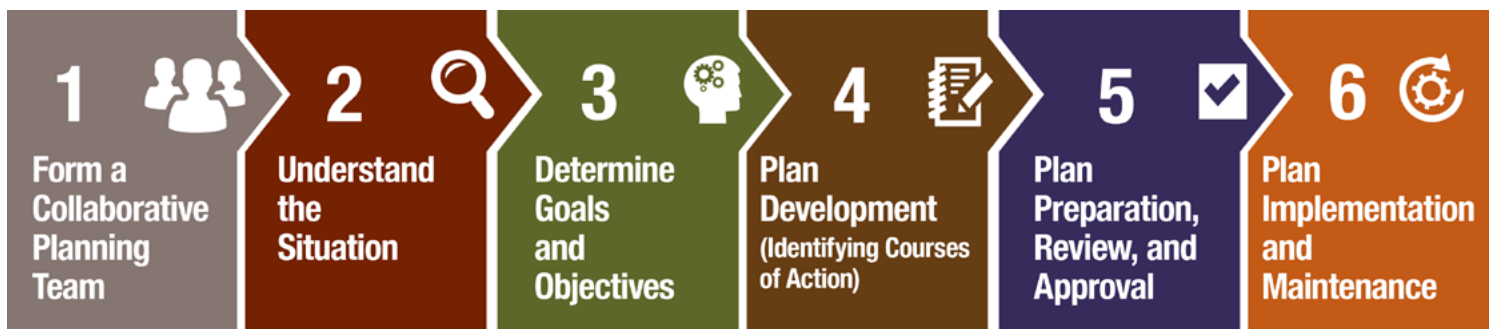 1
Form a
Collaborative
Planning
Team
2
Understand
the
Situation
3
Determine
Goals
and
Objectives
4
Plan
Development
(Identifying Courses
of Action)
5
Plan
Preparation,
Review, and
Approval
6
Plan
Implementation
and
Maintenance